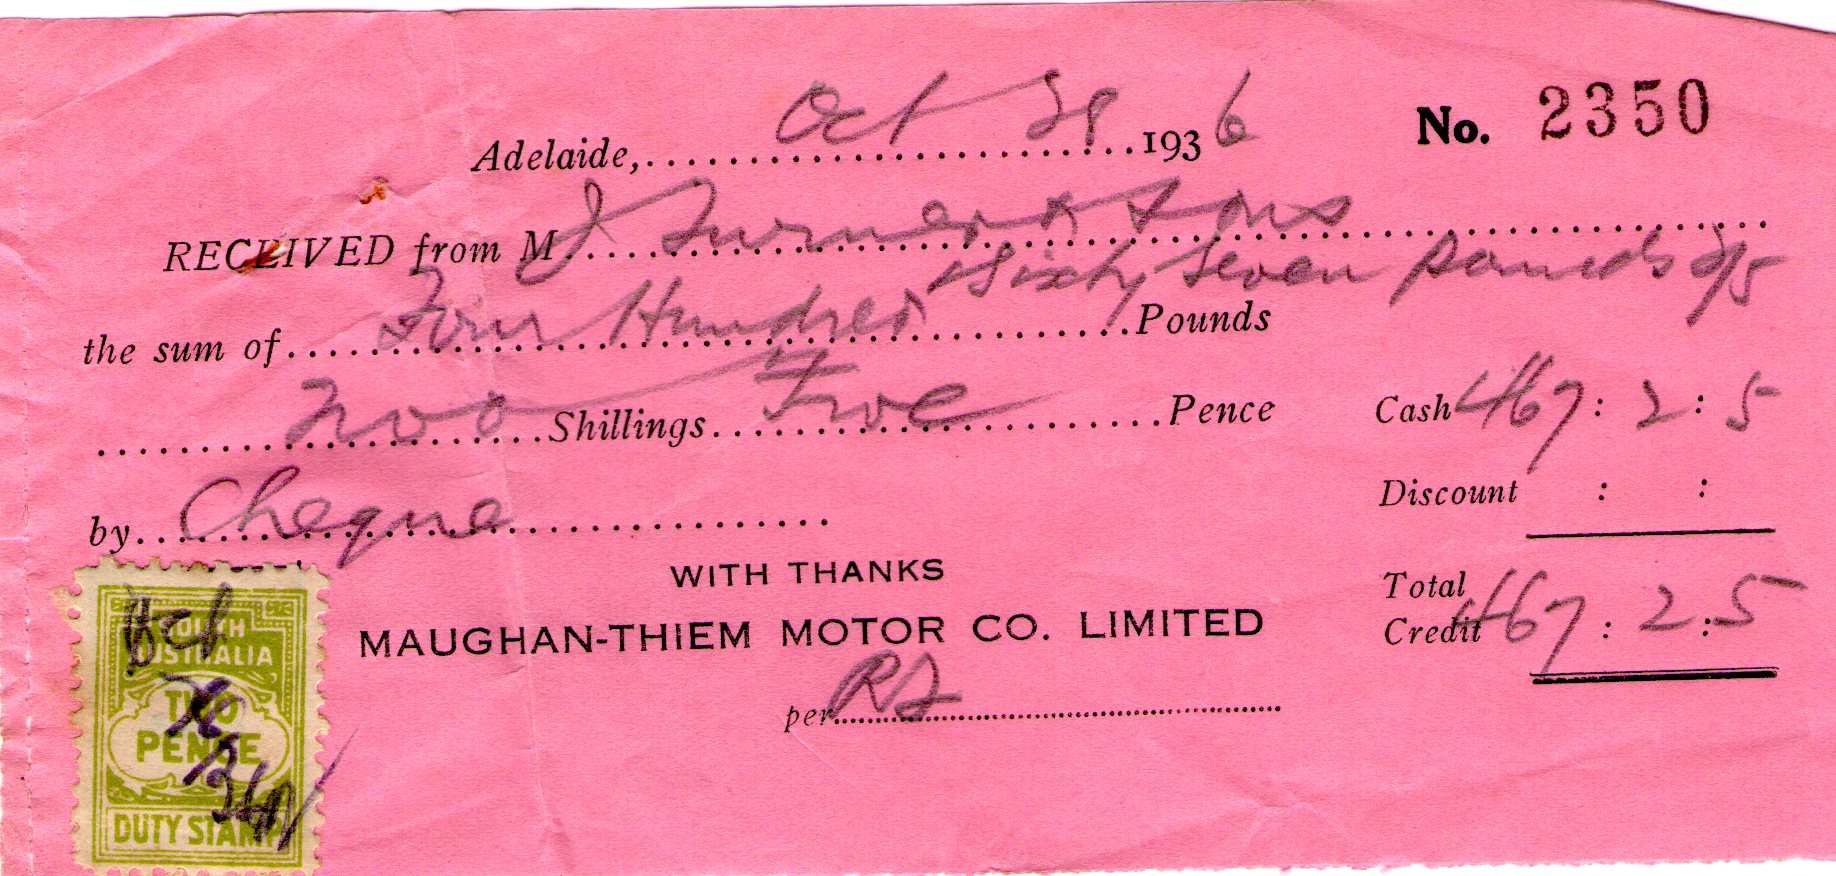 Adelaide, Oct 28 1936 No. 2350
RECEIVED from M J Turner & Sons
the sum of Four Hundred Sixty Seven pounds 2/5 Pounds
Two Shillings Five Pence Cash 467 : 2 : 5
by Cheque Discount : :
WITH THANKS
MAUGHAN-THIEM MOTOR CO. LIMITED
Total
Credit 467 : 2 : 5
per RS
SOUTH
AUSTRALIA
TWO
PENCE
DUTY STAMP